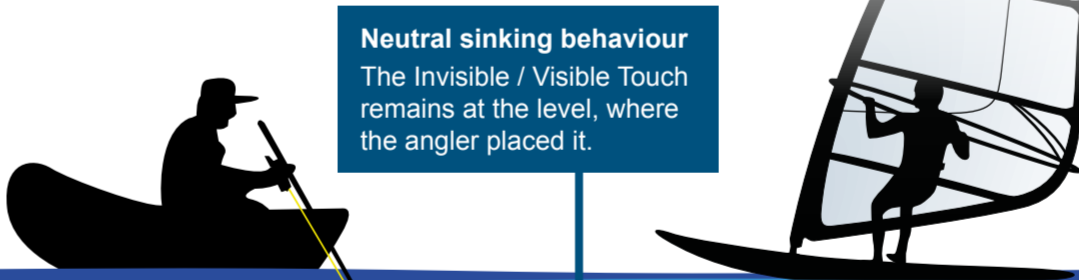 Neutral sinking behaviour
The Invisible / Visible Touch
remains at the level, where
the angler placed it.